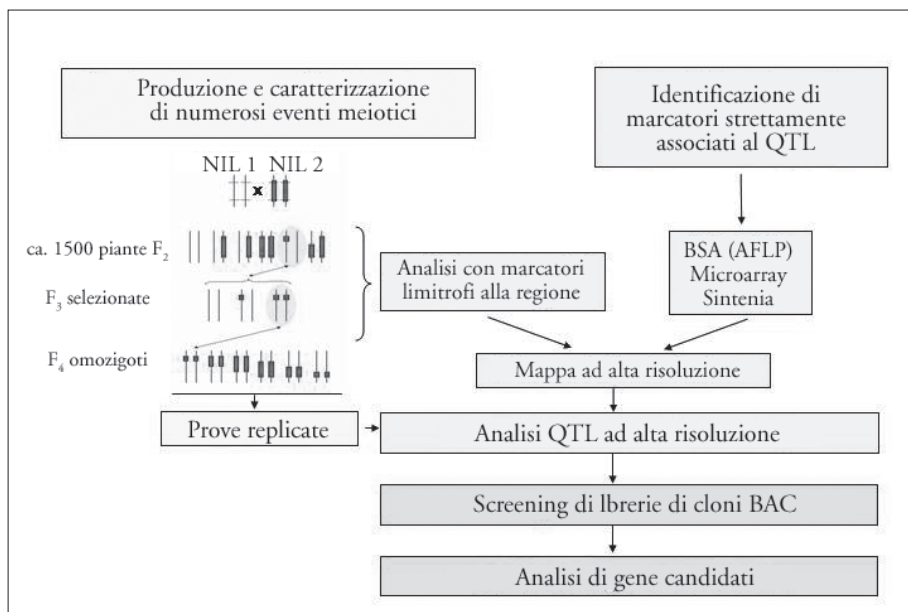 Produzione e caratterizzazione
di numerosi eventi meiotici
Identificazione di
marcatori strettamente
associati al QTL
NIL 1 NIL 2
x
ca. 1500 piante F2
F3 selezionate
F4 omozigoti
Analisi con marcatori
limitrofi alla regione
BSA (AFLP)
Microarray
Sintenia
Mappa ad alta risoluzione
Prove replicate
Analisi QTL ad alta risoluzione
Screening di lbrerie di cloni BAC
Analisi di gene candidati